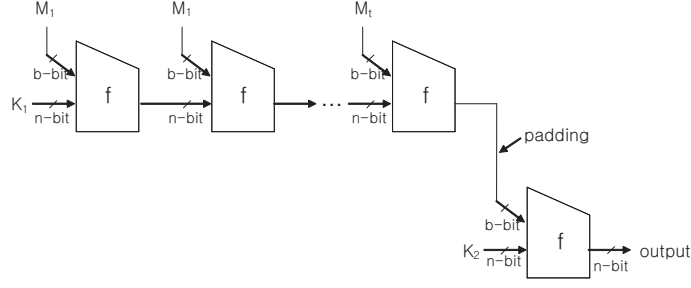 M1 M1 Mt
b-bit b-bit b-bit
f f f
K1 ...
n-bit n-bit n-bit
padding
b-bit
f
K2 output
n-bit n-bit